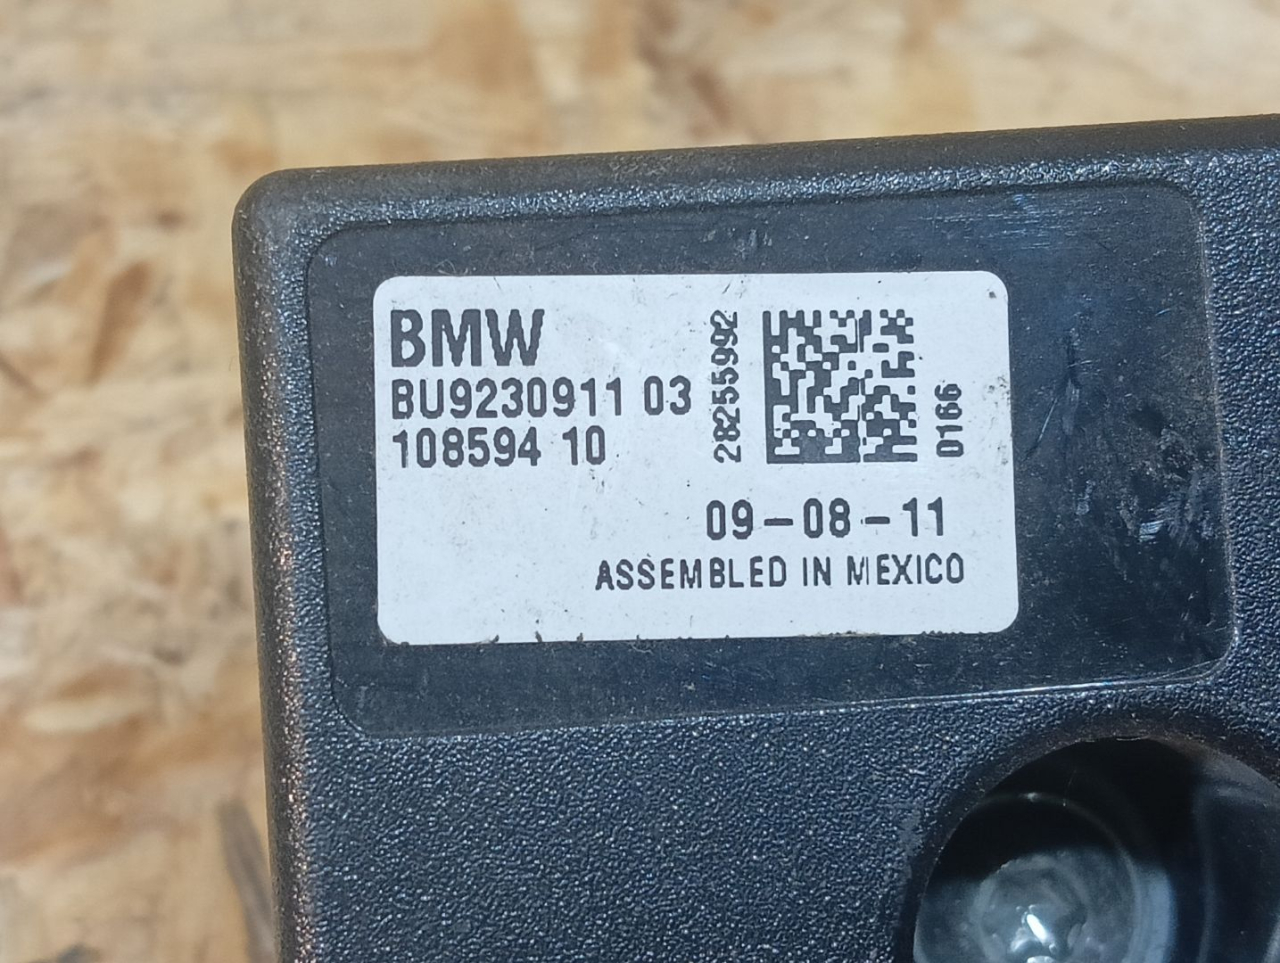 BMW
BU9230911 03
108594 10
28255992
0166
09-08-11
ASSEMBLED IN MEXICO